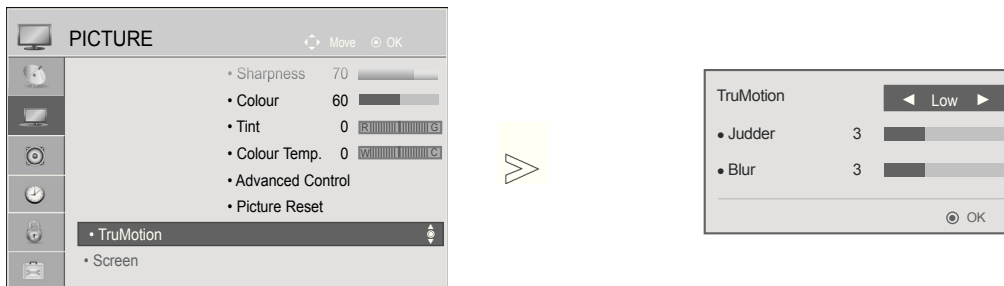 PICTURE Move OK
• Sharpness 70
• Colour 60
• Tint 0 R G
• Colour Temp. 0 W C
• Advanced Control
• Picture Reset
• TruMotion
• Screen
TruMotion ◀ Low ▶
• Judder 3
• Blur 3
OK